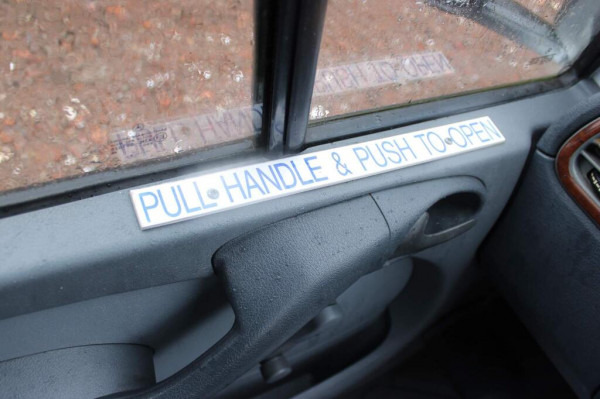 PULL HANDLE & PUSH TO OPEN